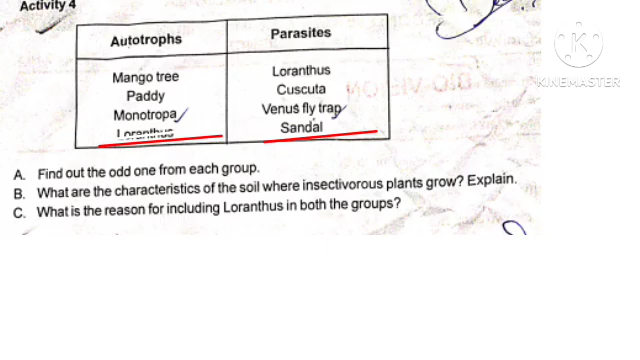 Activity 4
Autotrophs
Parasites
Mango tree
Paddy
Monotropa
Loranthus
Loranthus
Cuscuta
Venus fly trap
Sandal
A. Find out the odd one from each group.
B. What are the characteristics of the soil where insectivorous plants grow? Explain.
C. What is the reason for including Loranthus in both the groups?
KINEMASTER